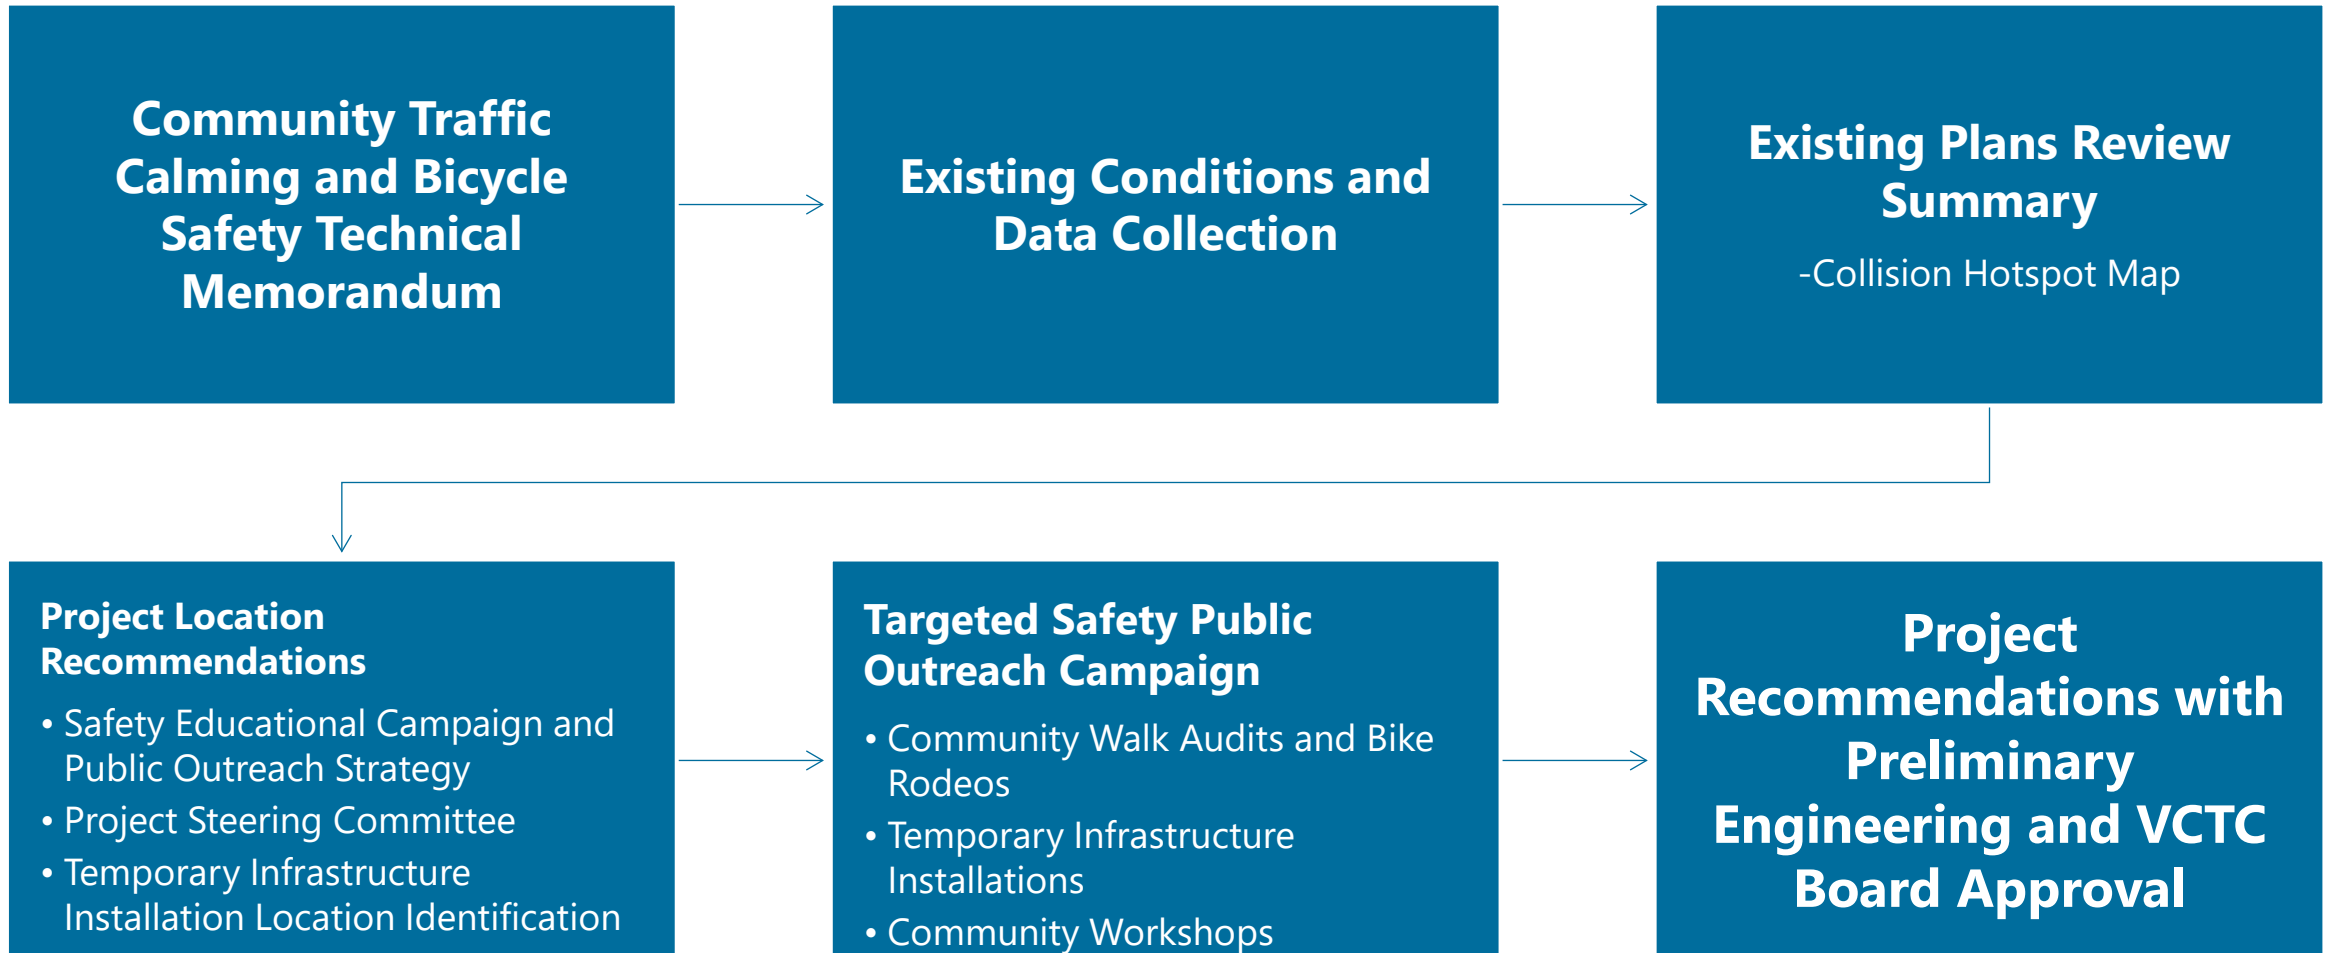 Community Traffic
Calming and Bicycle
Safety Technical
Memorandum
Existing Conditions and
Data Collection
Existing Plans Review
Summary
-Collision Hotspot Map
Project Location
Recommendations
• Safety Educational Campaign and
Public Outreach Strategy
• Project Steering Committee
• Temporary Infrastructure
Installation Location Identification
Targeted Safety Public
Outreach Campaign
• Community Walk Audits and Bike
Rodeos
• Temporary Infrastructure
Installations
• Community Workshops
Project
Recommendations with
Preliminary
Engineering and VCTC
Board Approval